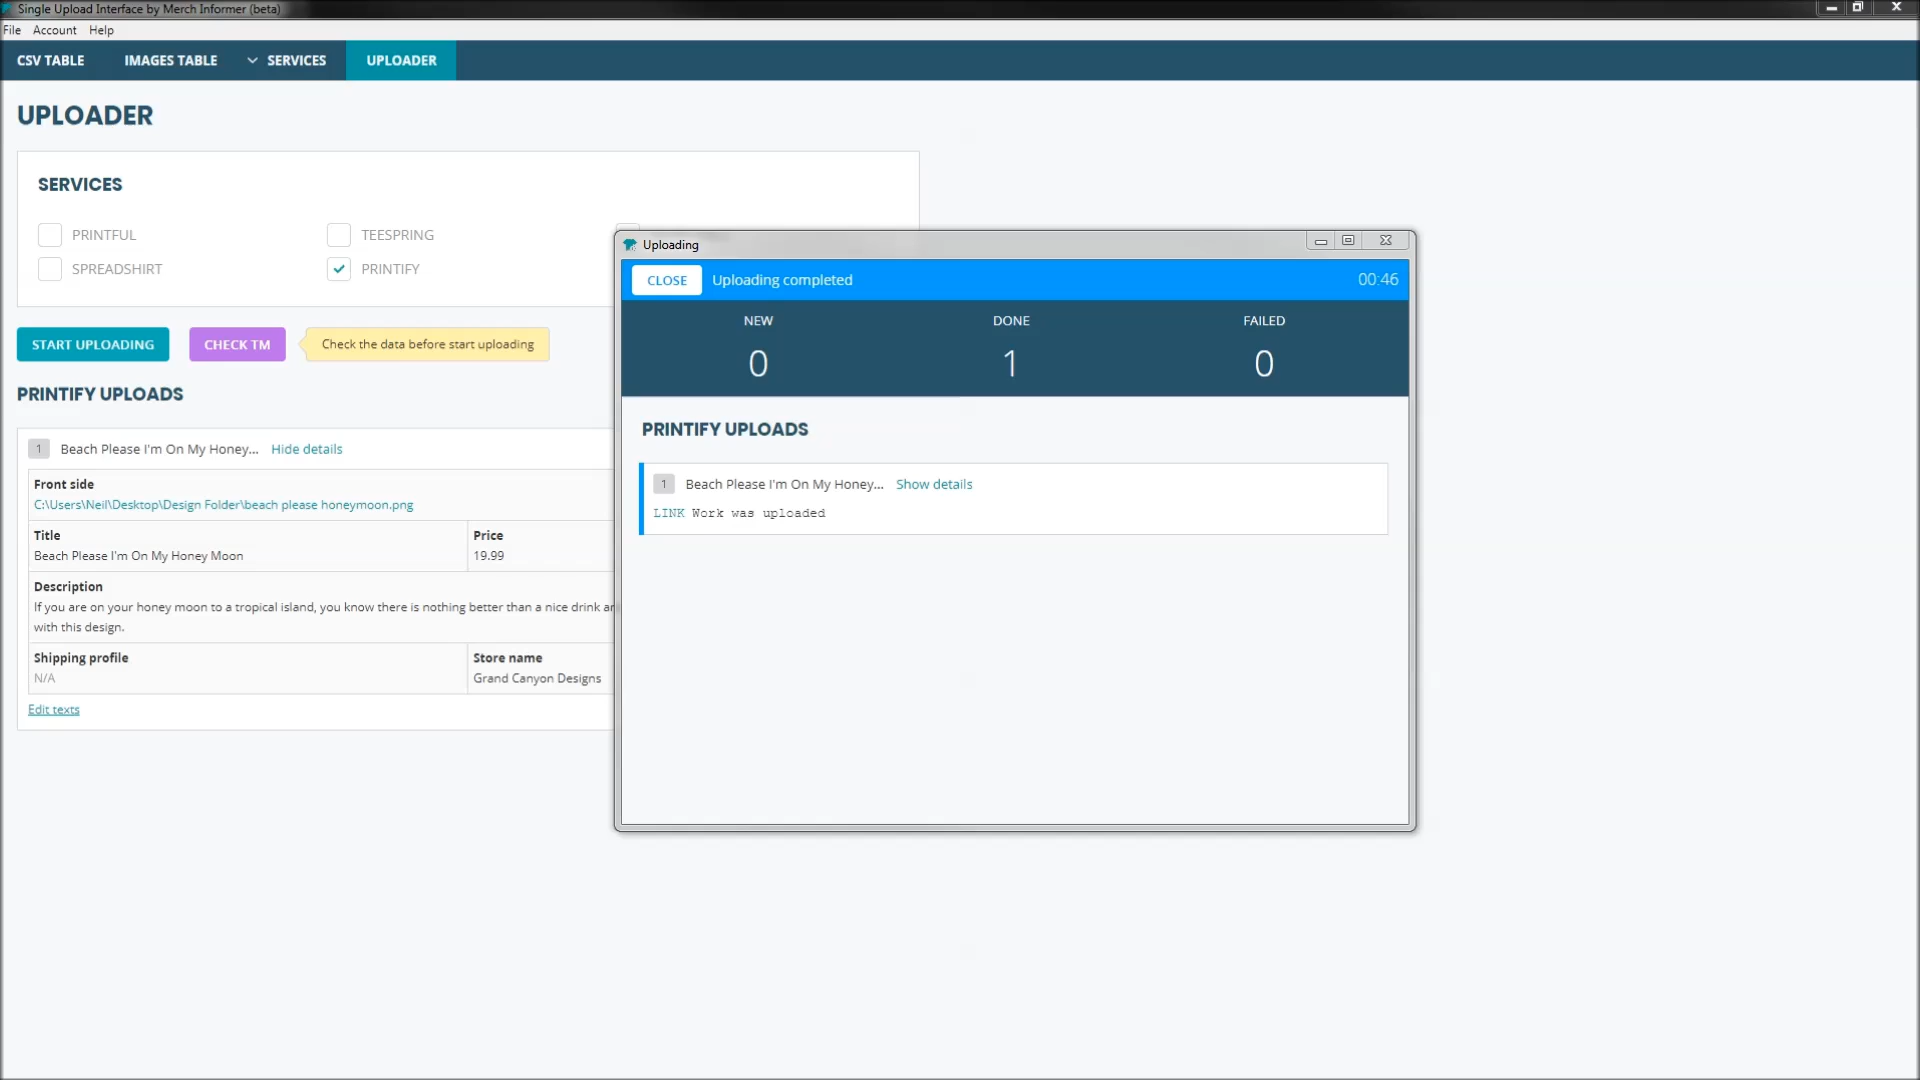 Single Upload Interface by Merch Informer (beta)
File Account Help
CSV TABLE IMAGES TABLE SERVICES UPLOADER
UPLOADER
SERVICES
PRINTFUL TEESPRING
SPREADSHIRT PRINTIFY
START UPLOADING CHECK TM Check the data before start uploading
PRINTIFY UPLOADS
1 Beach Please I'm On My Honey... Hide details
Front side
C:\Users\Neil\Desktop\Design Folder\beach please honeymoon.png
Title Price
Beach Please I'm On My Honey Moon 19.99
Description
If you are on your honey moon to a tropical island, you know there is nothing better than a nice drink
with this design.
Shipping profile Store name
N/A Grand Canyon Designs
Edit texts
Uploading
CLOSE Uploading completed 00:46
NEW DONE FAILED
0 1 0
PRINTIFY UPLOADS
1 Beach Please I'm On My Honey... Show details
LINK Work was uploaded